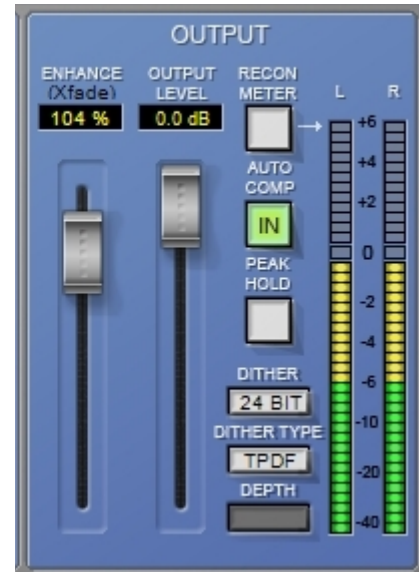 OUTPUT
ENHANCE
(Xfade)
104 %
OUTPUT
LEVEL
0.0 dB
RECON
METER
L
R
AUTO
COMP
IN
PEAK
HOLD
DITHER
24 BIT
DITHER TYPE
TPDF
DEPTH
+6
+4
+2
0
-2
-4
-6
-10
-20
-40